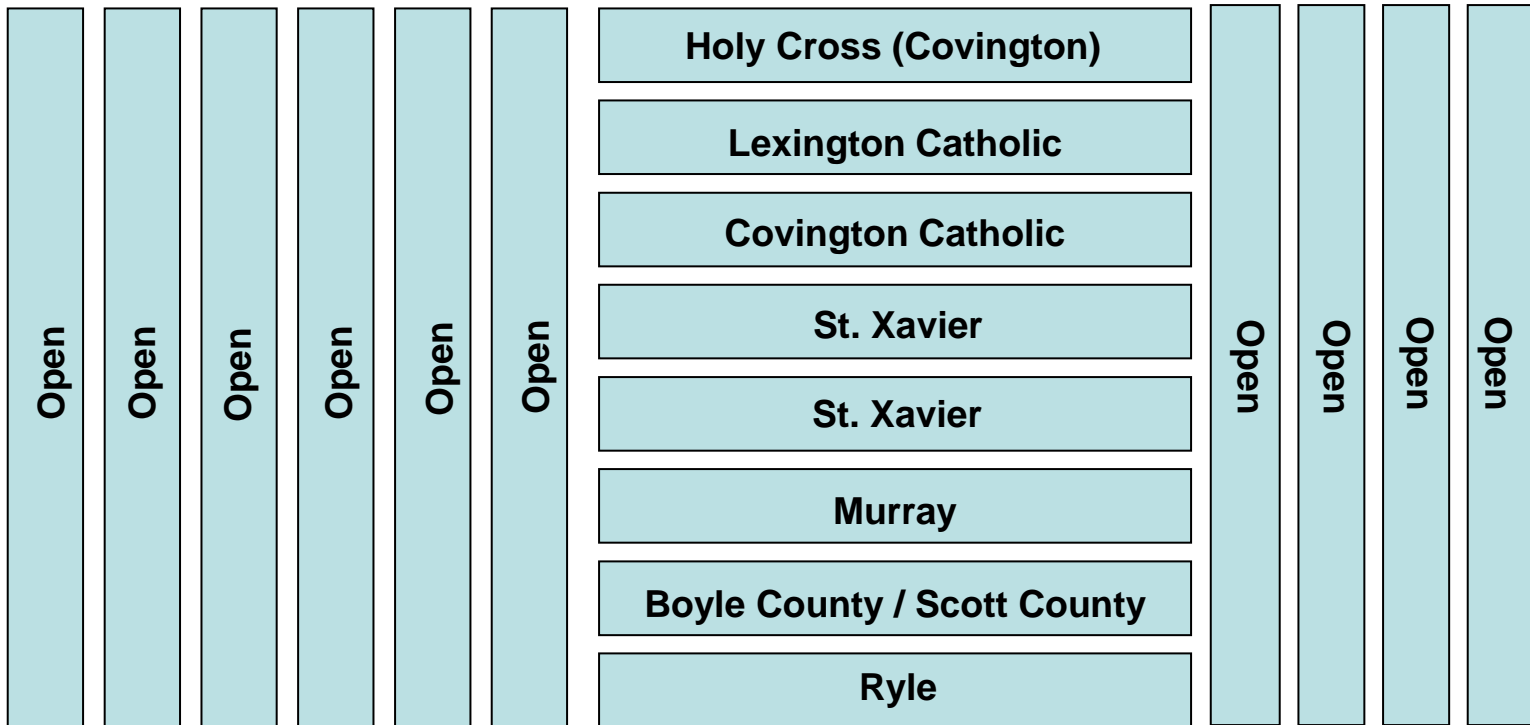 Open
Open
Open
Open
Open
Open
Holy Cross (Covington)
Lexington Catholic
Covington Catholic
St. Xavier
St. Xavier
Murray
Boyle County / Scott County
Ryle
Open
Open
Open
Open